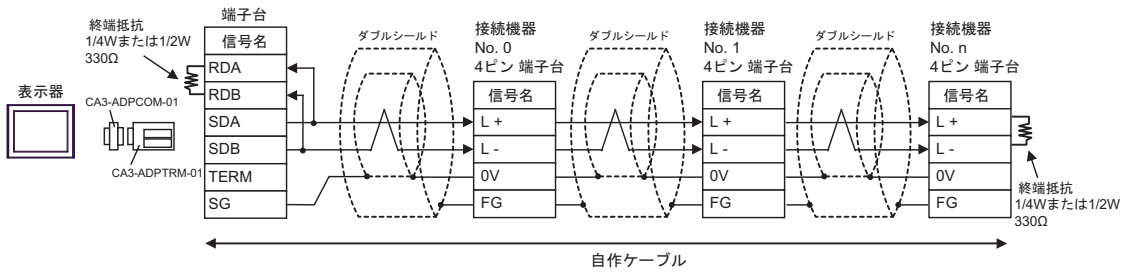 端子台
信号名
RDA
RDB
SDA
SDB
TERM
SG
終端抵抗
1/4Wまたは1/2W
330Ω
表示器
CA3-ADPCOM-01
CA3-ADPTRM-01
ダブルシールド
接続機器
No. 0
4ピン 端子台
信号名
L +
L -
0V
FG
ダブルシールド
接続機器
No. 1
4ピン 端子台
信号名
L +
L -
0V
FG
ダブルシールド
接続機器
No. n
4ピン 端子台
信号名
L +
L -
0V
FG
終端抵抗
1/4Wまたは1/2W
330Ω
自作ケーブル